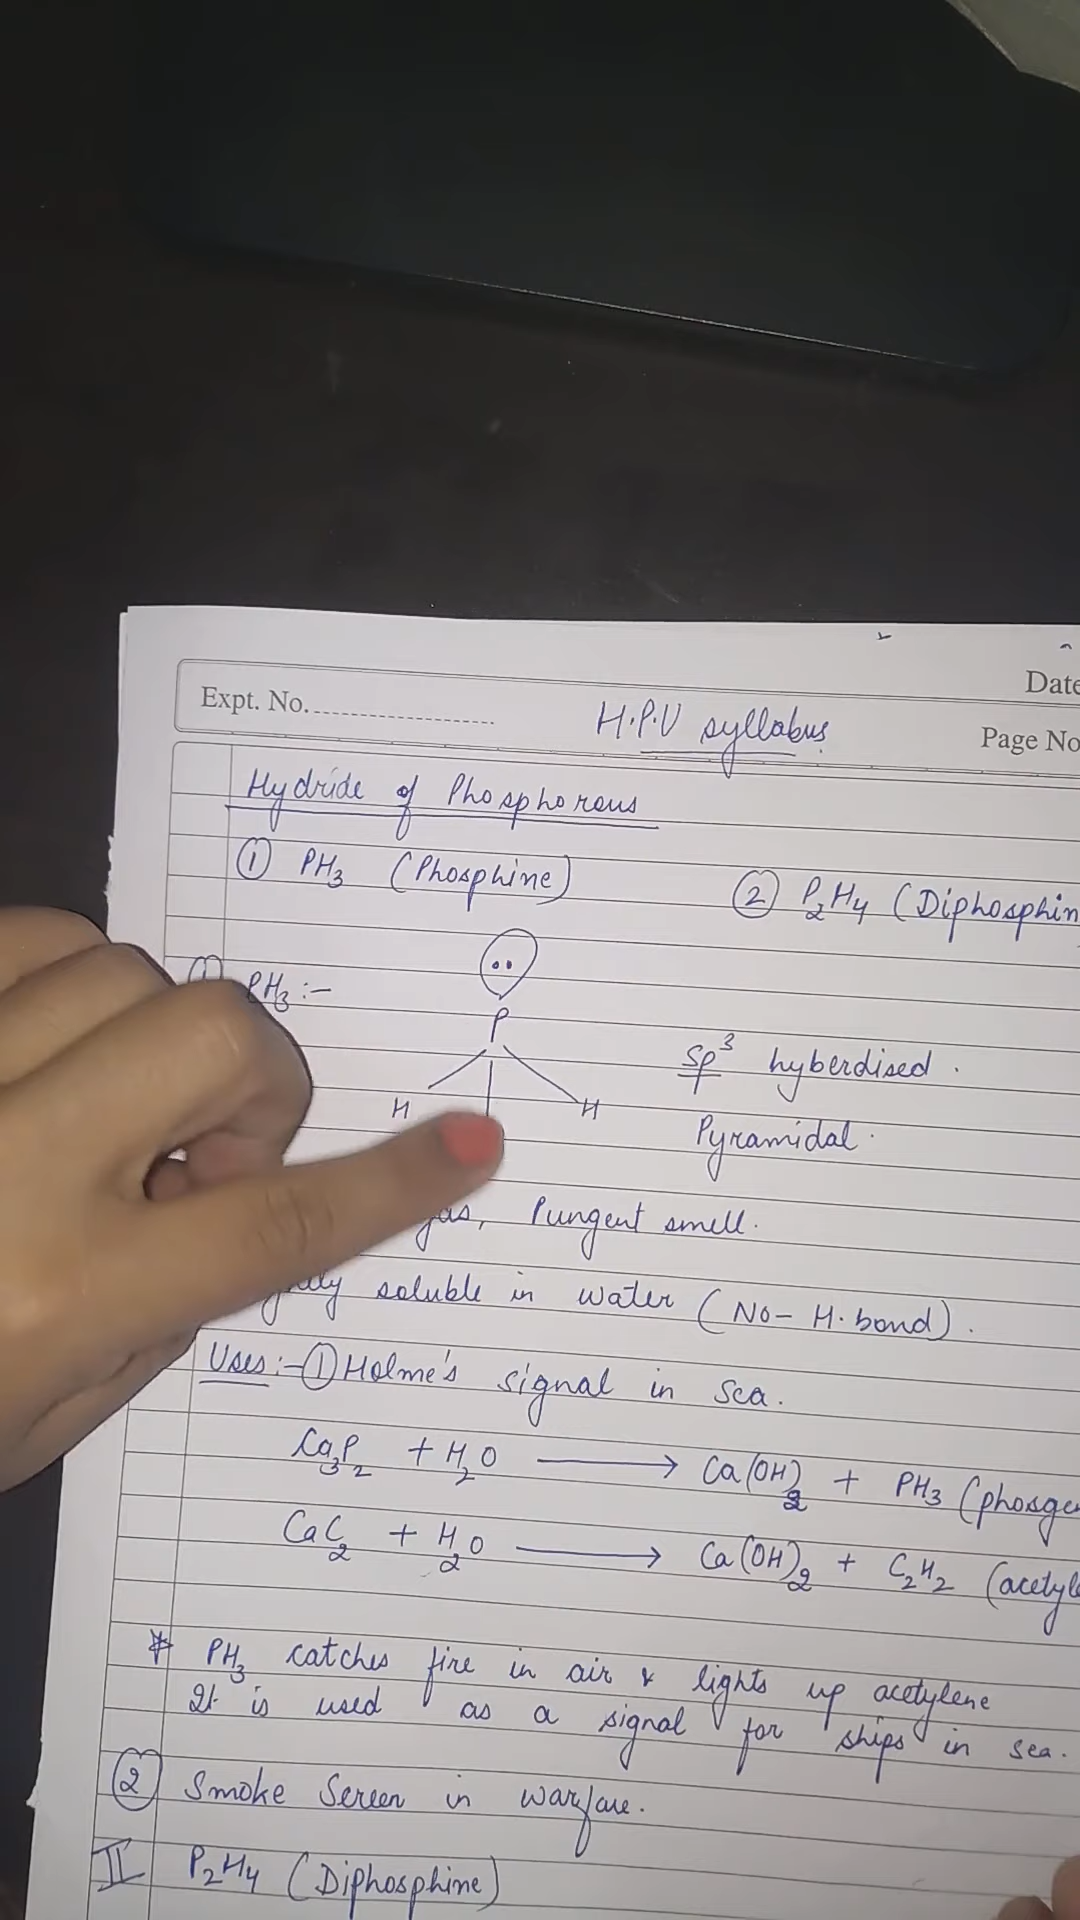 Date
Expt. No.
H.P.U syllabus
Page No
Hydride of Phosphorous
① PH₃ (Phosphine)
② P₂H₄ (Diphosphin
PH₃ :-
P
H
H
sp³ hyberdised.
Pyramidal.
gas, Pungent smell.
soluble in water (No- H. bond).
Uses :- ① Holme's signal in sea.
Ca₃P₂ + H₂O ⟶ Ca(OH)₂ + PH₃ (phosge
CaC₂ + H₂O ⟶ Ca(OH)₂ + C₂H₂ (acetyle
* PH₃ catches fire in air & lights up acetylene
It is used as a signal for ships in sea.
② Smoke Sereen in warfare.
II P₂H₄ (Diphosphine)